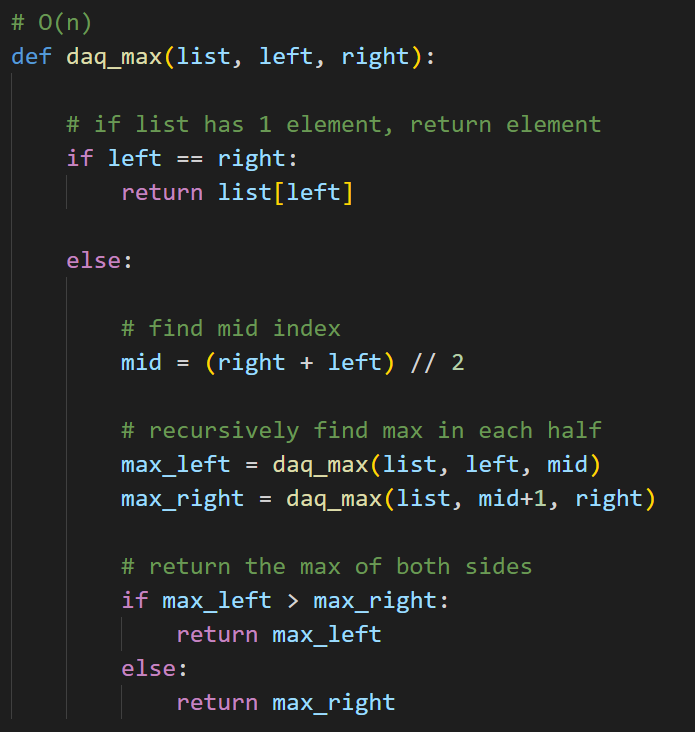 # O(n)
def daq_max(list, left, right):
# if list has 1 element, return element
if left == right:
return list[left]
else:
# find mid index
mid = (right + left) // 2
# recursively find max in each half
max_left = daq_max(list, left, mid)
max_right = daq_max(list, mid+1, right)
# return the max of both sides
if max_left > max_right:
return max_left
else:
return max_right